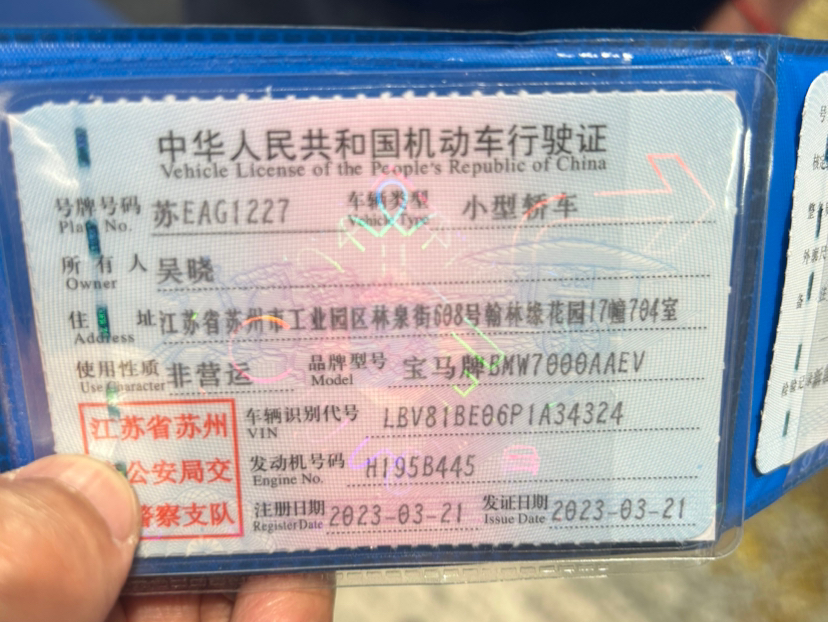 中华人民共和国机动车行驶证
Vehicle License of the People's Republic of China
号牌号码 苏EAG1227 车辆类型 小型轿车
Plate No. Vehicle Type
所有人 吴晓
Owner
住址 江苏省苏州市工业园区林泉街608号翰林缘花园17幢704室
Address
使用性质 非营运 品牌型号 宝马牌BMW7000AAEV
Use Character Model
江苏省苏州
公安局交
警察支队
车辆识别代号 LBV81BE06P1A34324
VIN
发动机号码 H195B445
Engine No.
注册日期 2023-03-21 发证日期 2023-03-21
Register Date Issue Date